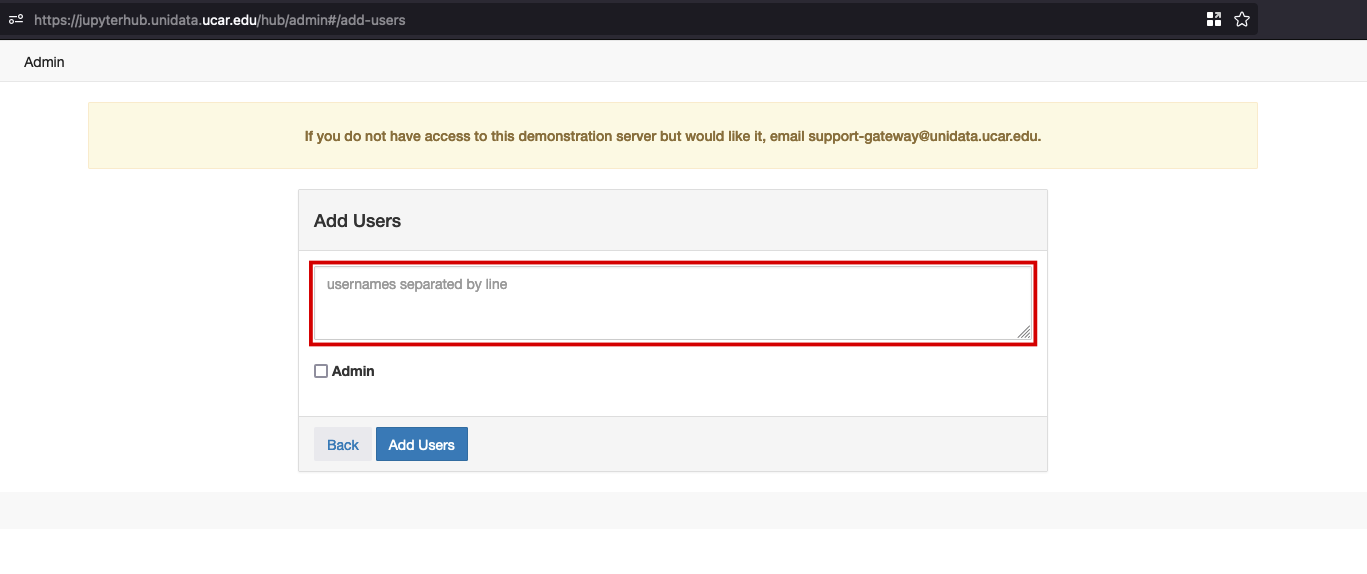 https://jupyterhub.unidata.ucar.edu/hub/admin#/add-users
Admin
If you do not have access to this demonstration server but would like it, email support-gateway@unidata.ucar.edu.
Add Users
usernames separated by line
Admin
Back Add Users